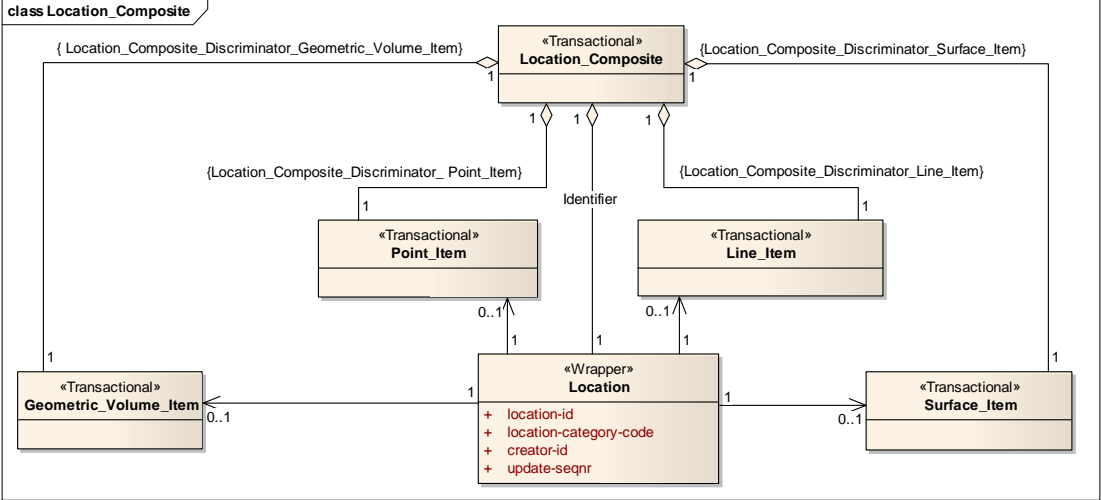 class Location_Composite
«Transactional»
Location_Composite
{ Location_Composite_Discriminator_Geometric_Volume_Item}
{Location_Composite_Discriminator_Surface_Item}
1
1
1
1
1
{Location_Composite_Discriminator_ Point_Item}
{Location_Composite_Discriminator_Line_Item}
Identifier
1
1
«Transactional»
Point_Item
«Transactional»
Line_Item
0..1
0..1
1
1
1
1
1
«Transactional»
Geometric_Volume_Item
0..1
1
«Wrapper»
Location
+ location-id
+ location-category-code
+ creator-id
+ update-seqnr
1
0..1
«Transactional»
Surface_Item